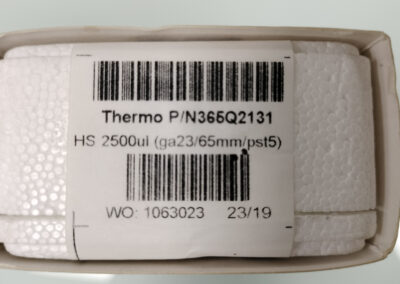 Thermo P/N365Q2131
HS 2500ul (ga23/65mm/pst5)
WO: 1063023 23/19